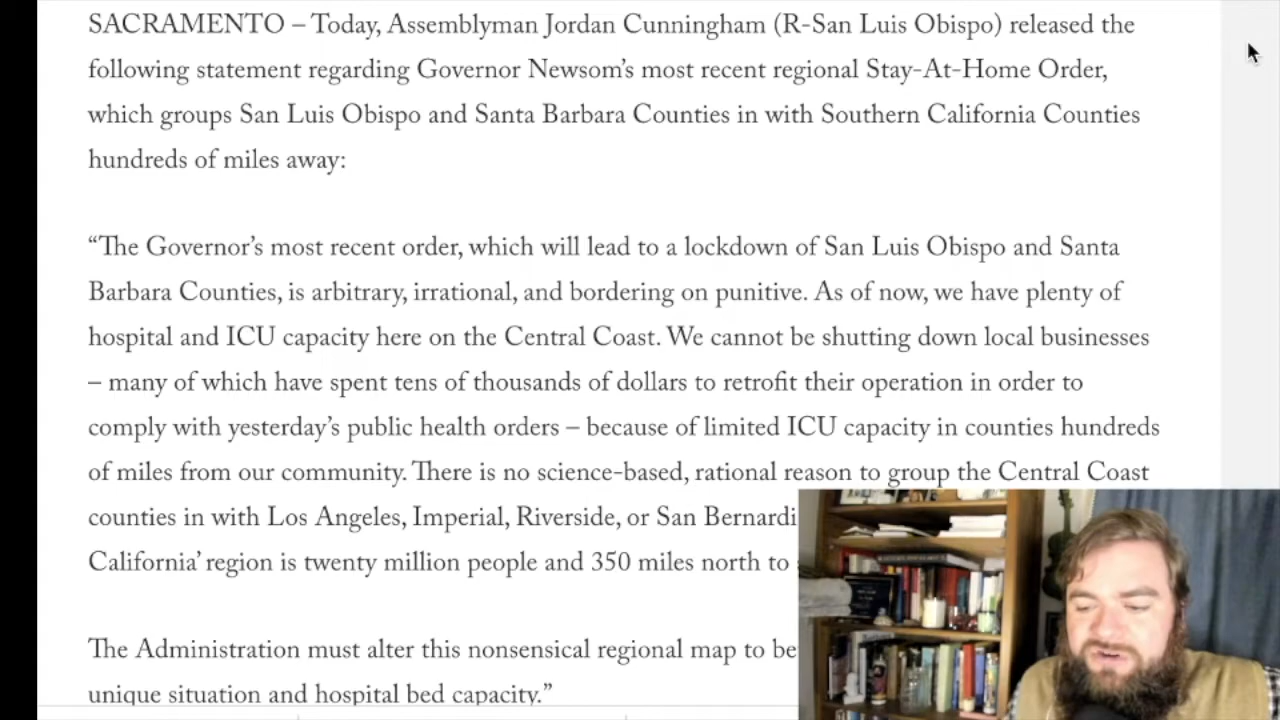 SACRAMENTO – Today, Assemblyman Jordan Cunningham (R-San Luis Obispo) released the
following statement regarding Governor Newsom’s most recent regional Stay-At-Home Order,
which groups San Luis Obispo and Santa Barbara Counties in with Southern California Counties
hundreds of miles away:
“The Governor’s most recent order, which will lead to a lockdown of San Luis Obispo and Santa
Barbara Counties, is arbitrary, irrational, and bordering on punitive. As of now, we have plenty of
hospital and ICU capacity here on the Central Coast. We cannot be shutting down local businesses
– many of which have spent tens of thousands of dollars to retrofit their operation in order to
comply with yesterday’s public health orders – because of limited ICU capacity in counties hundreds
of miles from our community. There is no science-based, rational reason to group the Central Coast
counties in with Los Angeles, Imperial, Riverside, or San Bernardi
California’ region is twenty million people and 350 miles north to
The Administration must alter this nonsensical regional map to be
unique situation and hospital bed capacity.”